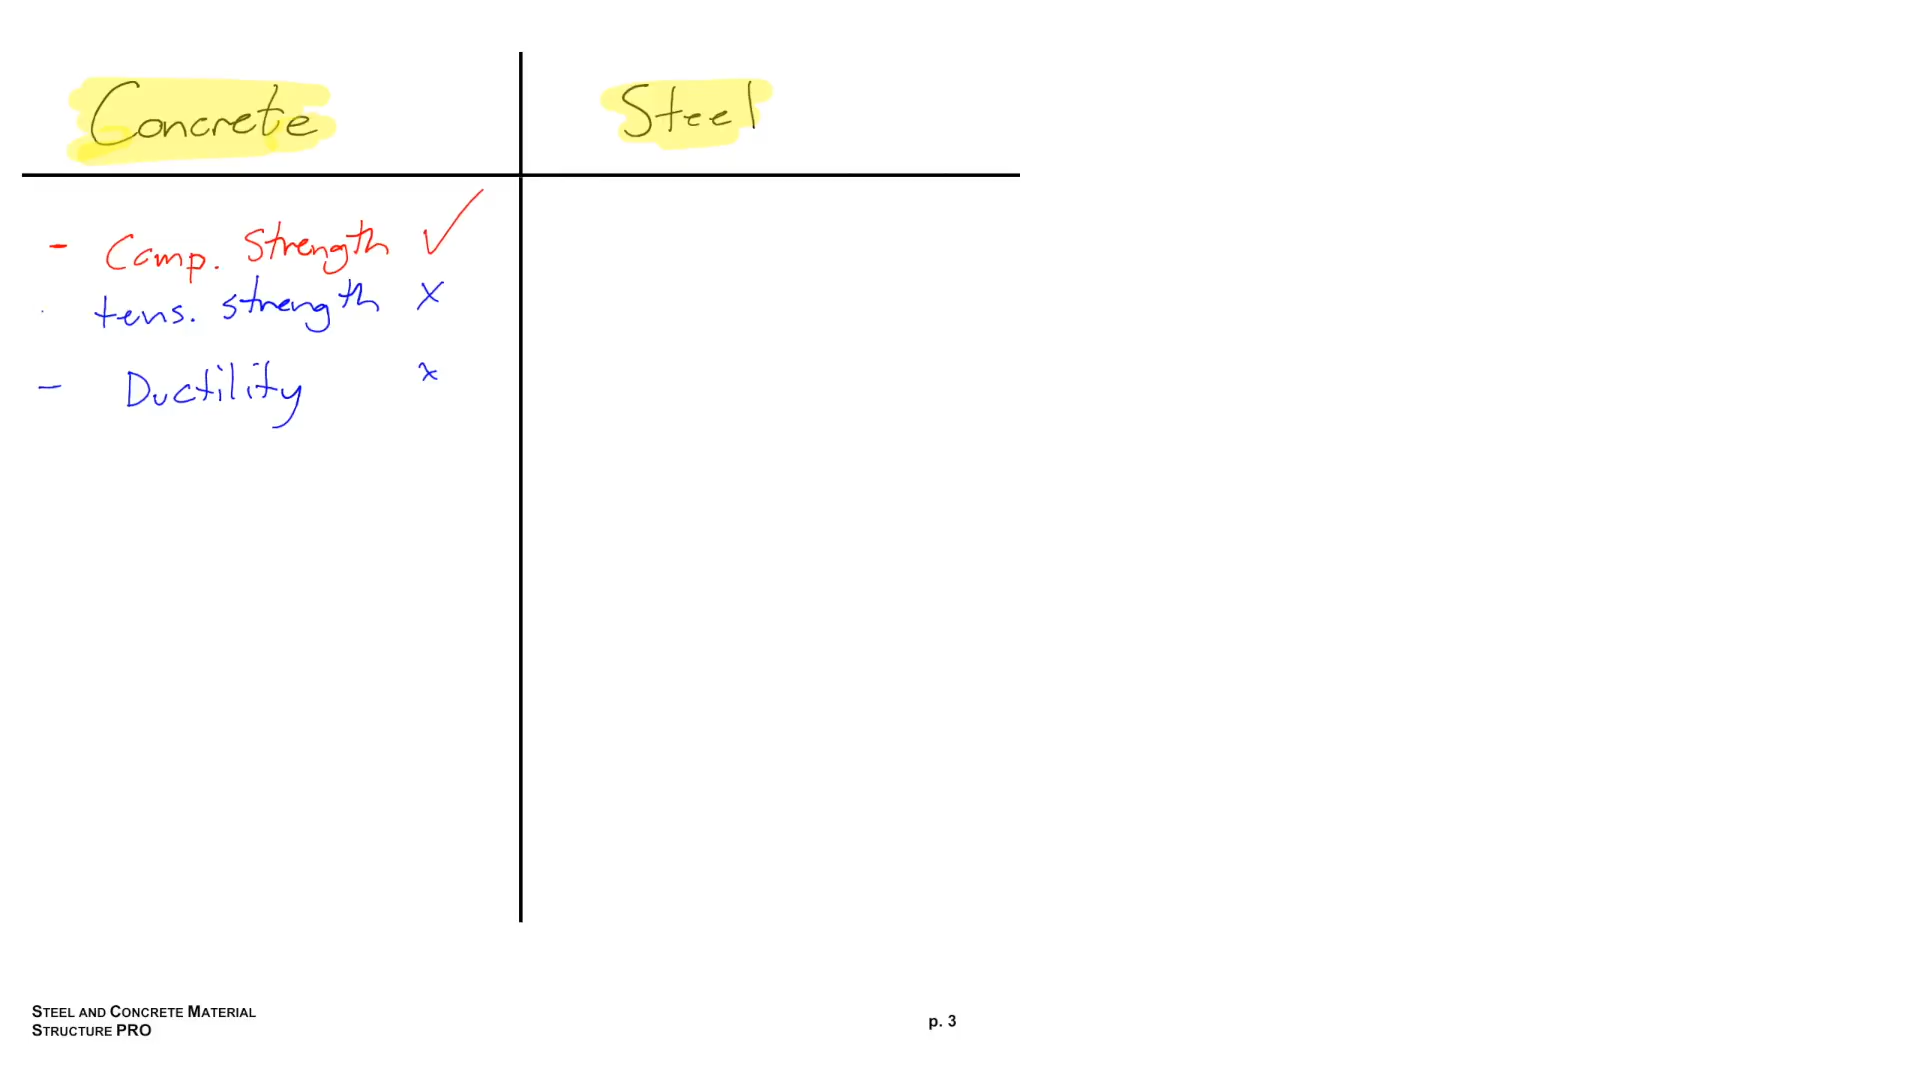 Concrete
Steel
- Comp. Strength ✓
tens. strength x
- Ductility x
STEEL AND CONCRETE MATERIAL
STRUCTURE PRO
p. 3